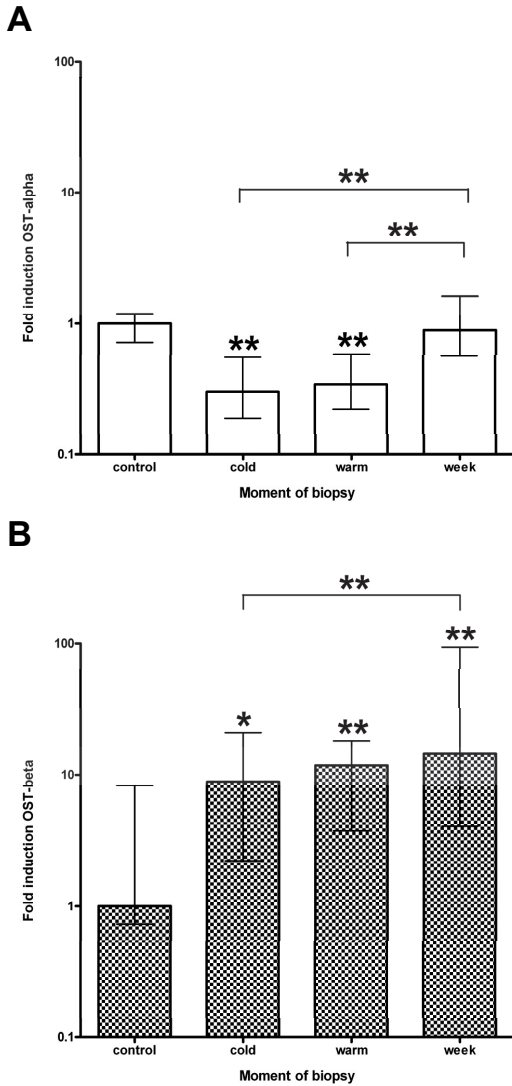 A
100
**
10
**
Fold induction OST-alpha
1
**
**
0.1
control cold warm week
Moment of biopsy
B
**
100
**
*
**
10
Fold induction OST-beta
1
0.1
control cold warm week
Moment of biopsy